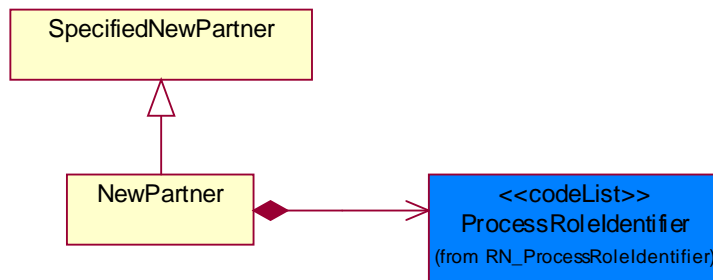 SpecifiedNewPartner
NewPartner
<<codeList>>
ProcessRoleIdentifier
(from RN_ProcessRoleIdentifier)